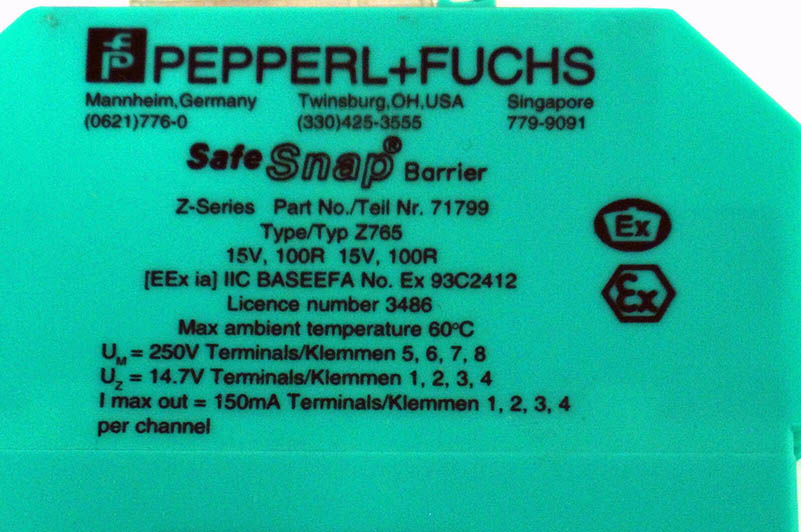 PEPPERL+FUCHS
Mannheim,Germany Twinsburg,OH,USA Singapore
(0621)776-0 (330)425-3555 779-9091
Safe Snap® Barrier
Z-Series Part No./Teil Nr. 71799
Type/Typ Z765
15V, 100R 15V, 100R
[EEx ia] IIC BASEEFA No. Ex 93C2412
Licence number 3486
Max ambient temperature 60°C
U_M = 250V Terminals/Klemmen 5, 6, 7, 8
U_Z = 14.7V Terminals/Klemmen 1, 2, 3, 4
I max out = 150mA Terminals/Klemmen 1, 2, 3, 4
per channel
Ex
Ex